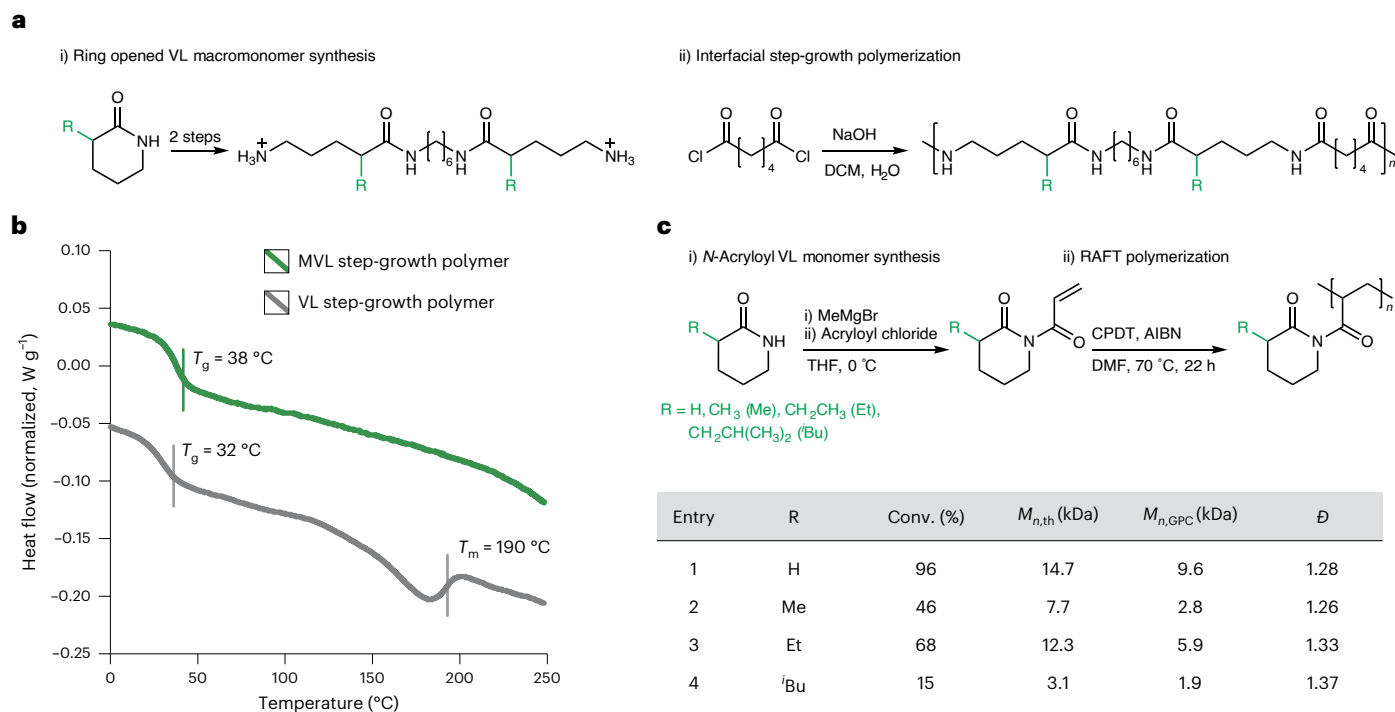 a
i) Ring opened VL macromonomer synthesis
O
R
NH
2 steps
H3N+
O
R
N
H
6
N
H
O
R
+
NH3
ii) Interfacial step-growth polymerization
O
O
Cl
4
Cl
NaOH
DCM, H2O
N
H
R
O
N
H
6
N
H
O
R
H
N
O
4
O
n
b
0.10
0.05
0.00
−0.05
−0.10
−0.15
−0.20
−0.25
Heat flow (normalized, W g−1)
0
50
100
150
200
250
Temperature (°C)
MVL step-growth polymer
VL step-growth polymer
Tg = 38 °C
Tg = 32 °C
Tm = 190 °C
c
i) N-Acryloyl VL monomer synthesis
O
R
NH
i) MeMgBr
ii) Acryloyl chloride
THF, 0 °C
R
O
N
O
ii) RAFT polymerization
CPDT, AIBN
DMF, 70 °C, 22 h
R
O
N
O
n
R = H, CH3 (Me), CH2CH3 (Et),
CH2CH(CH3)2 (iBu)
Entry R Conv. (%) Mn,th (kDa) Mn,GPC (kDa) Đ
1 H 96 14.7 9.6 1.28
2 Me 46 7.7 2.8 1.26
3 Et 68 12.3 5.9 1.33
4 iBu 15 3.1 1.9 1.37